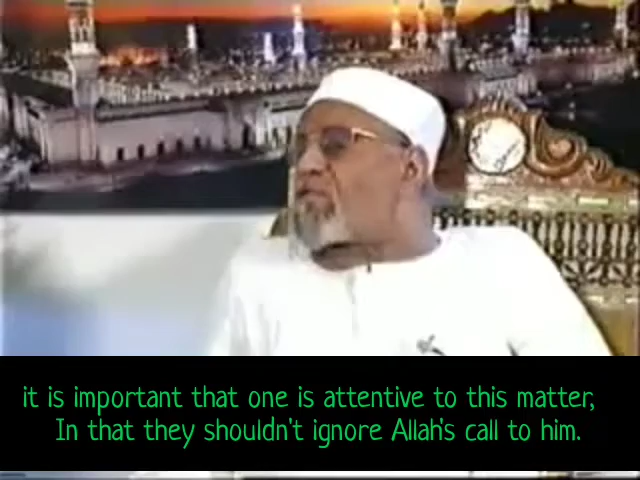 it is important that one is attentive to this matter,
In that they shouldn't ignore Allah's call to him.